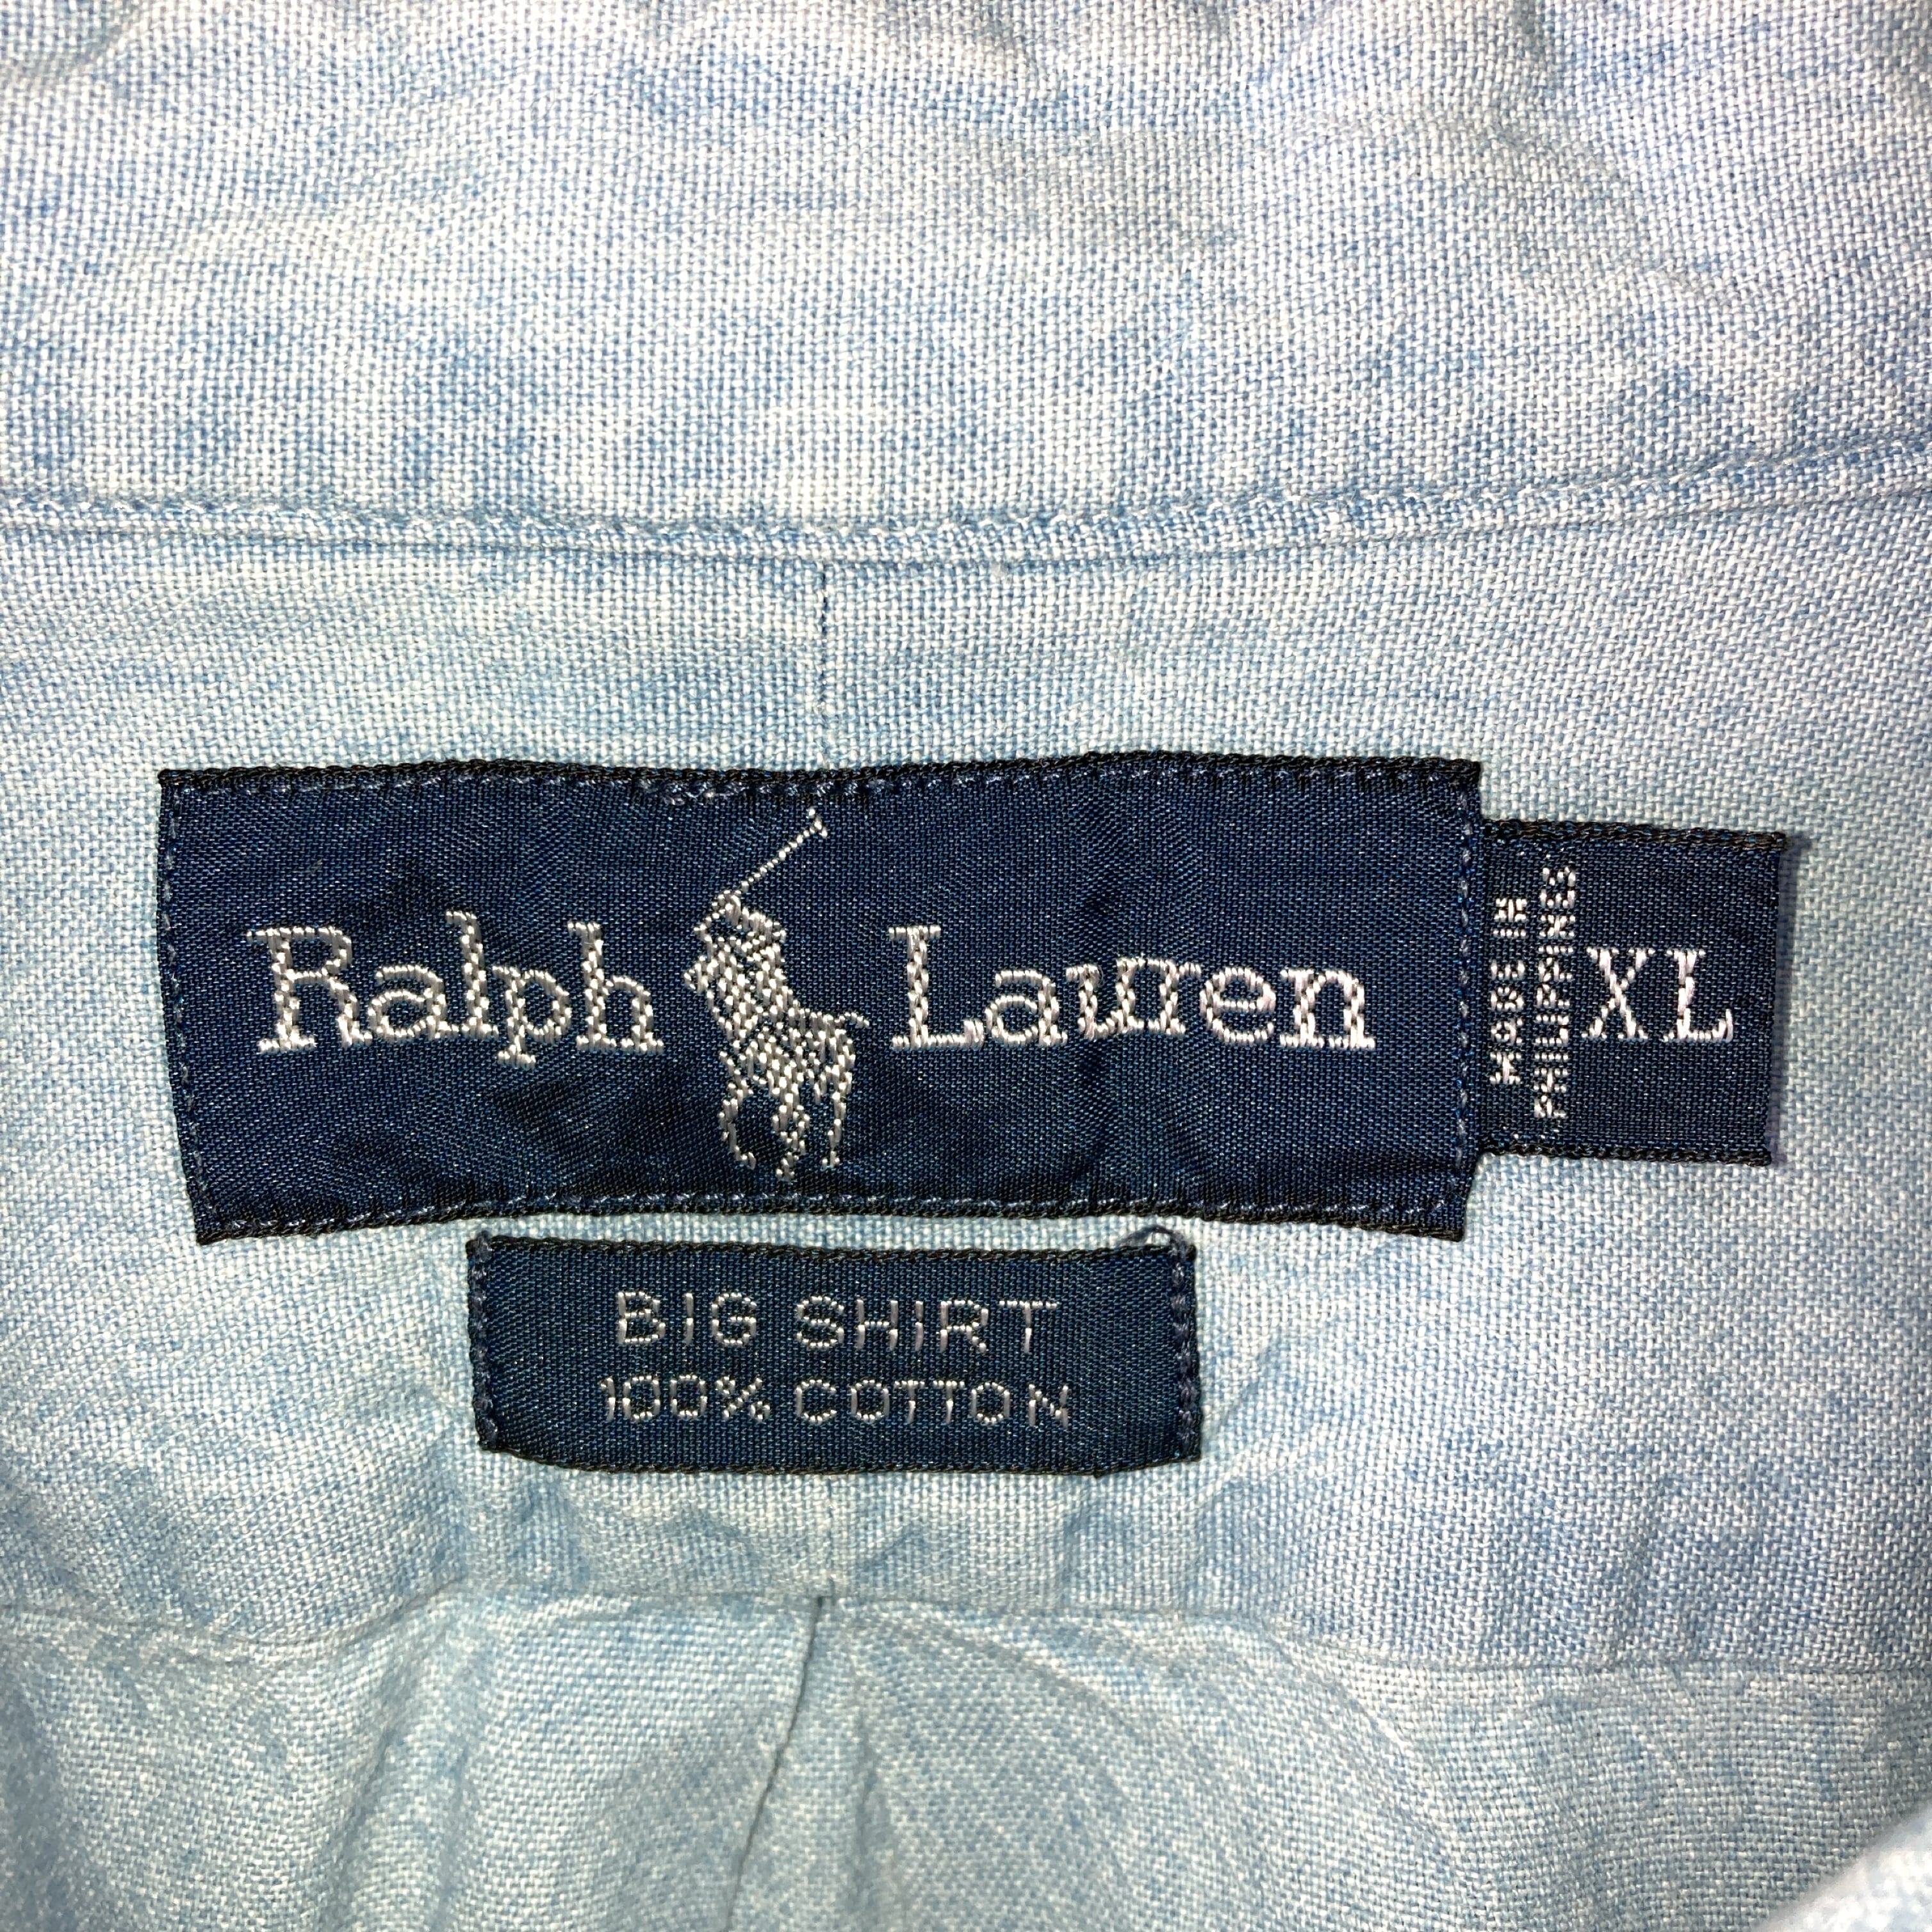 Ralph Lauren
MADE IN
PHILIPPINES
XL
BIG SHIRT
100% COTTON